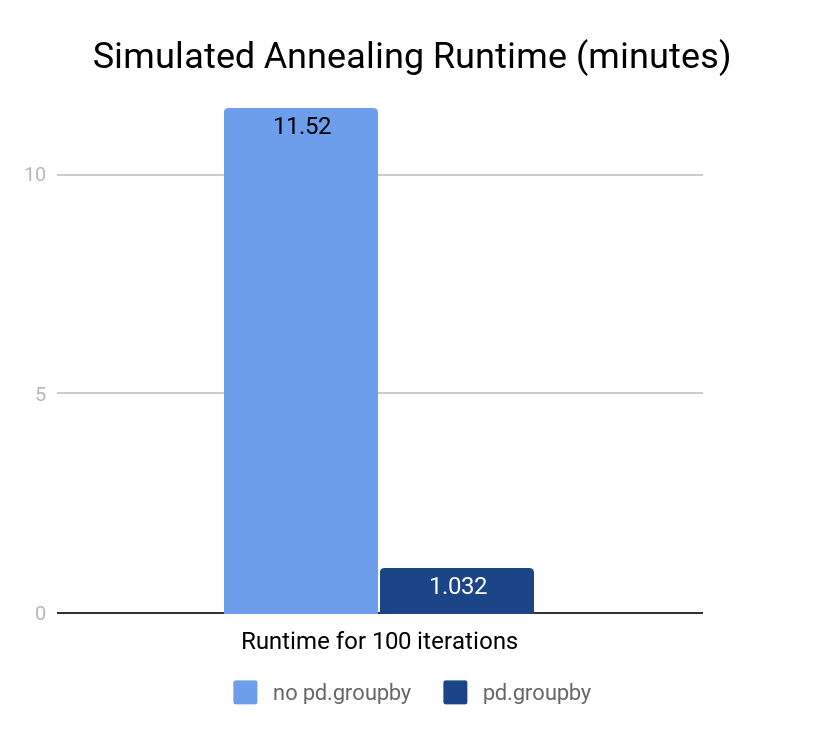 Simulated Annealing Runtime (minutes)
11.52
10
5
1.032
0
Runtime for 100 iterations
no pd.groupby pd.groupby